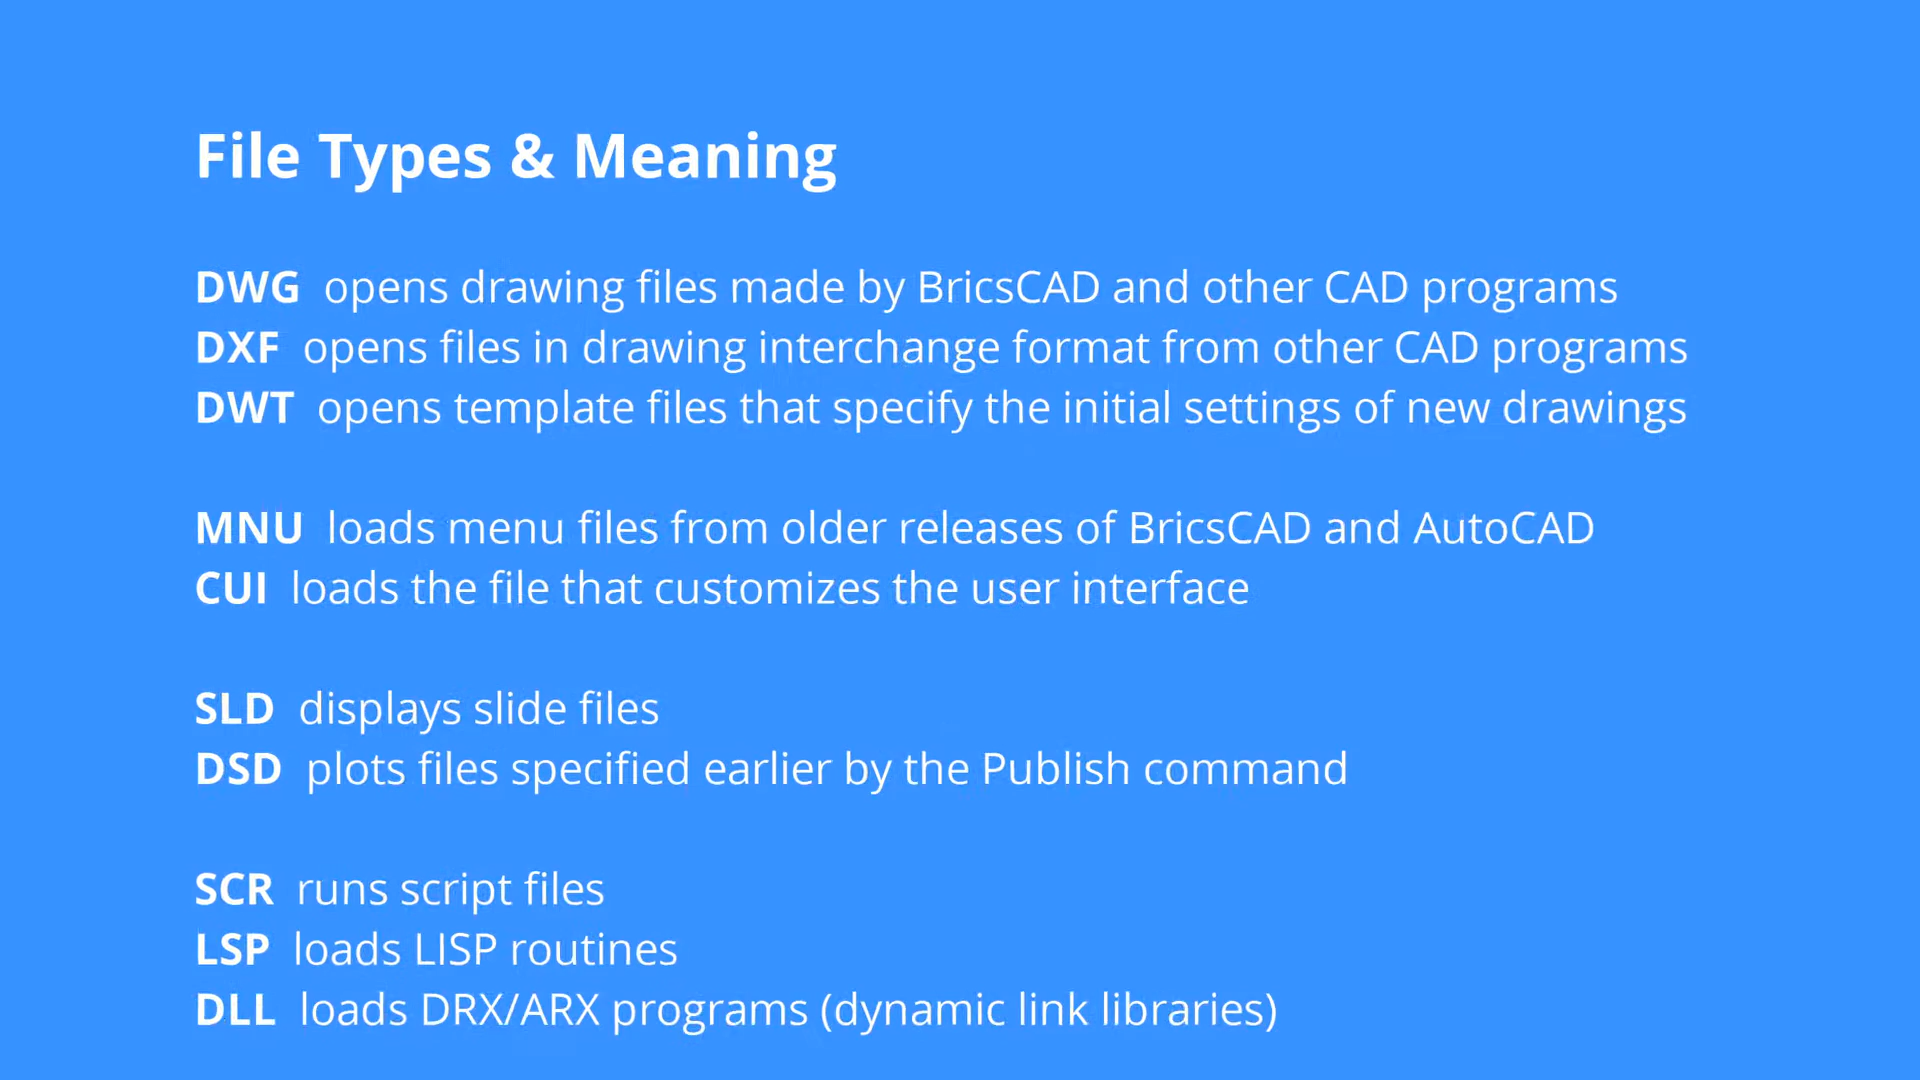 File Types & Meaning
DWG opens drawing files made by BricsCAD and other CAD programs
DXF opens files in drawing interchange format from other CAD programs
DWT opens template files that specify the initial settings of new drawings
MNU loads menu files from older releases of BricsCAD and AutoCAD
CUI loads the file that customizes the user interface
SLD displays slide files
DSD plots files specified earlier by the Publish command
SCR runs script files
LSP loads LISP routines
DLL loads DRX/ARX programs (dynamic link libraries)